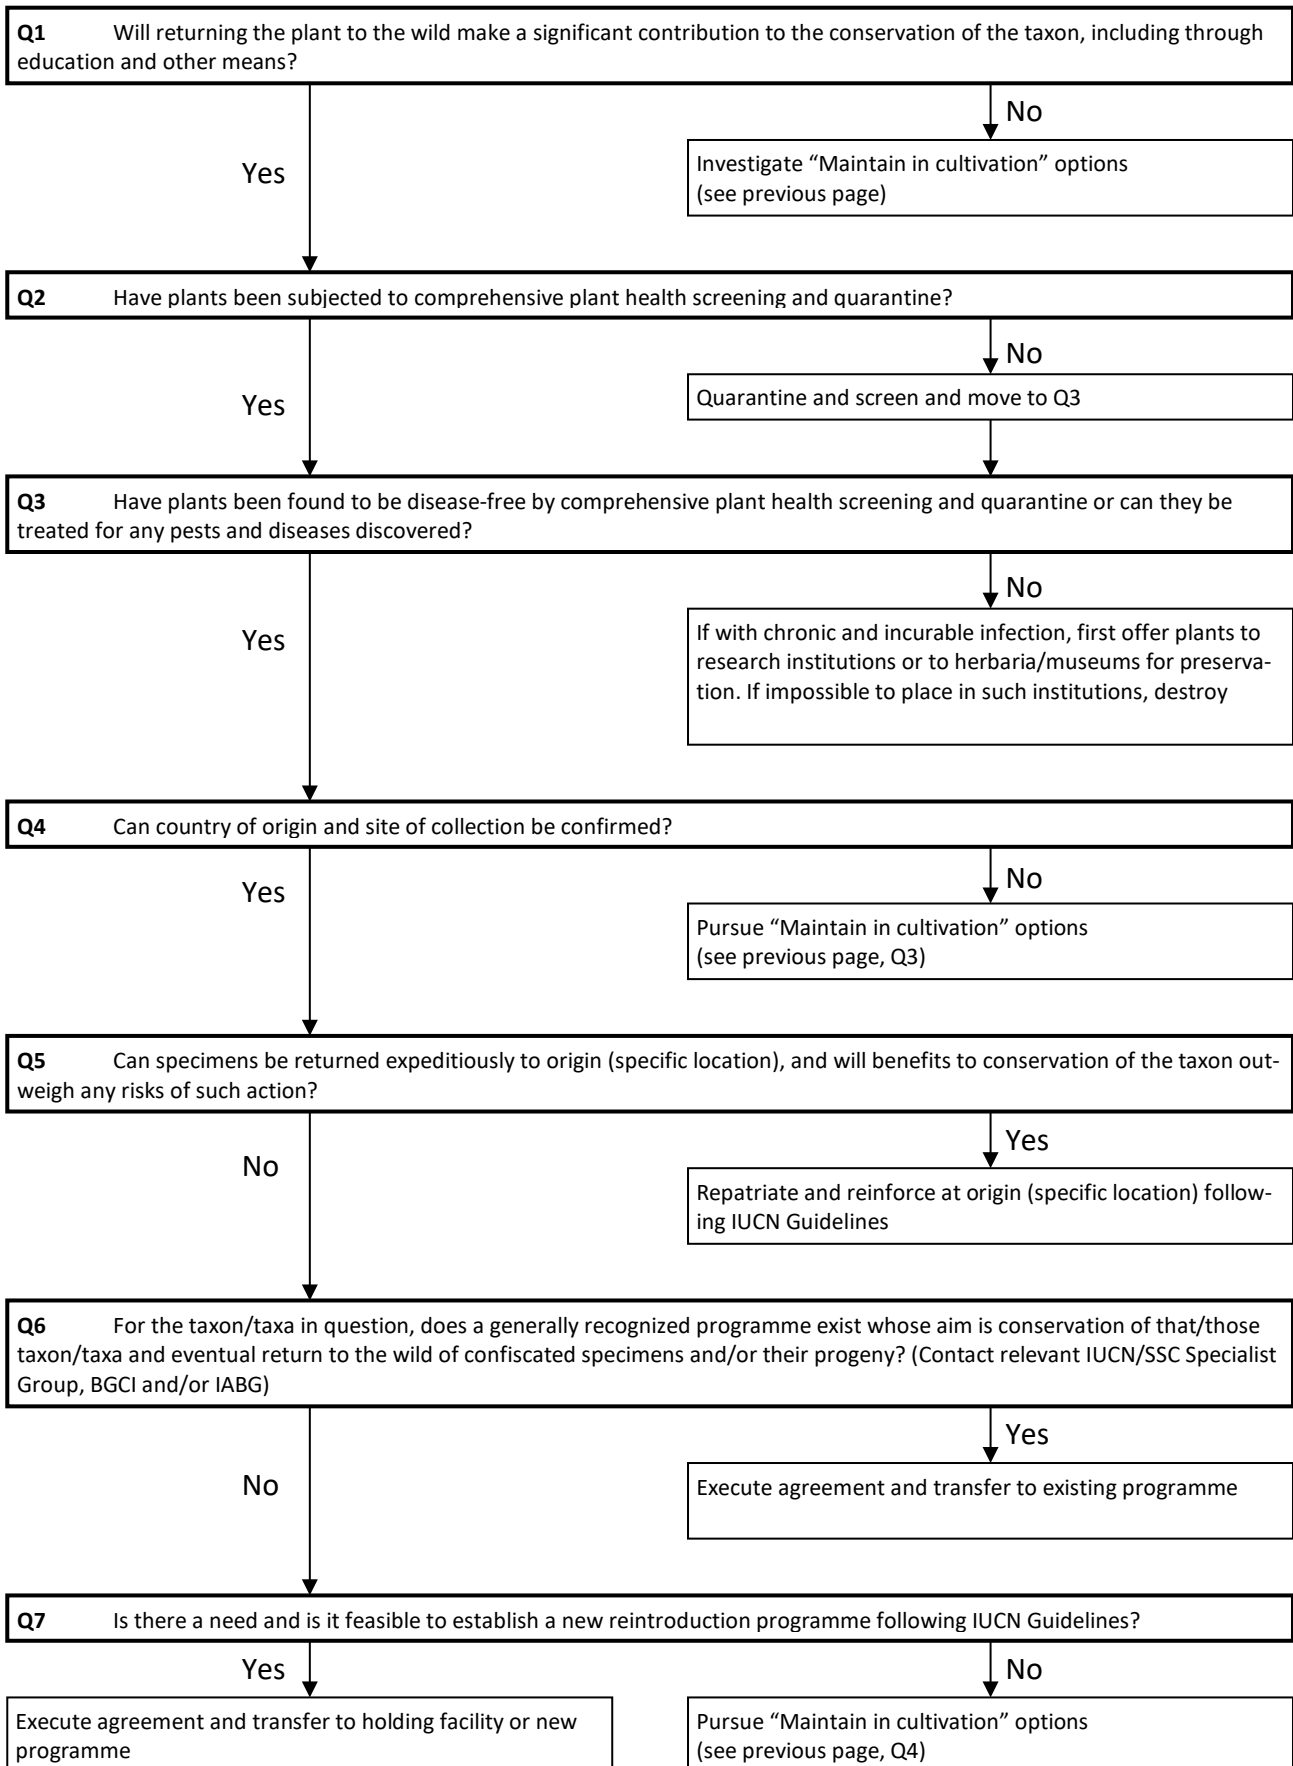 Q1 Will returning the plant to the wild make a significant contribution to the conservation of the taxon, including through
education and other means?
No
Yes
Investigate “Maintain in cultivation” options
(see previous page)
Q2 Have plants been subjected to comprehensive plant health screening and quarantine?
No
Yes
Quarantine and screen and move to Q3
Q3 Have plants been found to be disease-free by comprehensive plant health screening and quarantine or can they be
treated for any pests and diseases discovered?
No
Yes
If with chronic and incurable infection, first offer plants to
research institutions or to herbaria/museums for preserva-
tion. If impossible to place in such institutions, destroy
Q4 Can country of origin and site of collection be confirmed?
No
Yes
Pursue “Maintain in cultivation” options
(see previous page, Q3)
Q5 Can specimens be returned expeditiously to origin (specific location), and will benefits to conservation of the taxon out-
weigh any risks of such action?
Yes
No
Repatriate and reinforce at origin (specific location) follow-
ing IUCN Guidelines
Q6 For the taxon/taxa in question, does a generally recognized programme exist whose aim is conservation of that/those
taxon/taxa and eventual return to the wild of confiscated specimens and/or their progeny? (Contact relevant IUCN/SSC Specialist
Group, BGCI and/or IABG)
Yes
No
Execute agreement and transfer to existing programme
Q7 Is there a need and is it feasible to establish a new reintroduction programme following IUCN Guidelines?
Yes
No
Execute agreement and transfer to holding facility or new
programme
Pursue “Maintain in cultivation” options
(see previous page, Q4)